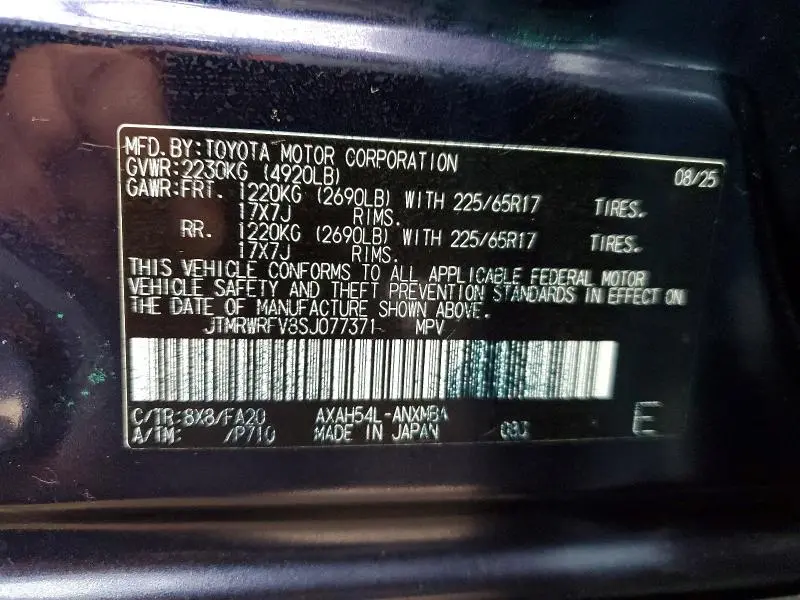 MFD.BY:TOYOTA MOTOR CORPORATION 08/25
GVWR:2230KG (4920LB)
GAWR:FRT. 1220KG (2690LB) WITH 225/65R17 TIRES.
17X7J RIMS.
RR. 1220KG (2690LB) WITH 225/65R17 TIRES.
17X7J RIMS.
THIS VEHICLE CONFORMS TO ALL APPLICABLE FEDERAL MOTOR
VEHICLE SAFETY AND THEFT PREVENTION STANDARDS IN EFFECT ON
THE DATE OF MANUFACTURE SHOWN ABOVE.
JTMRWRFV8SJ077371 MPV
C/TR:8X8/FA20 AXAH54L-ANXMBA E
A/TM: /P710 MADE IN JAPAN